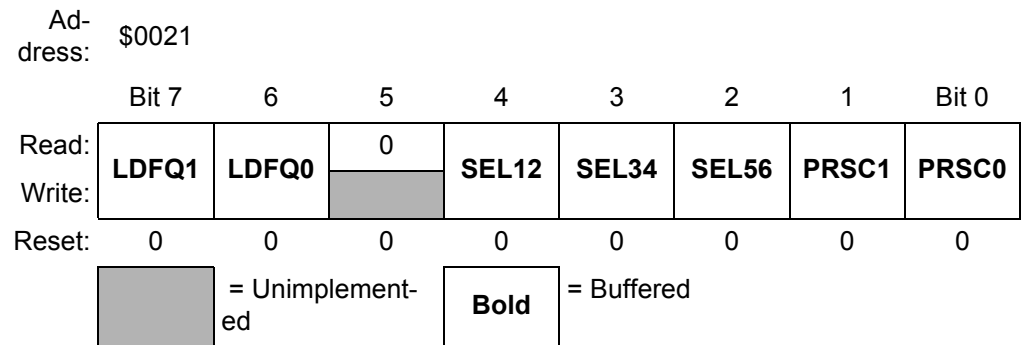 Ad-
dress: $0021
Bit 7 6 5 4 3 2 1 Bit 0
Read: LDFQ1 LDFQ0 0 SEL12 SEL34 SEL56 PRSC1 PRSC0
Write:
Reset: 0 0 0 0 0 0 0 0
= Unimplement-
ed
Bold = Buffered